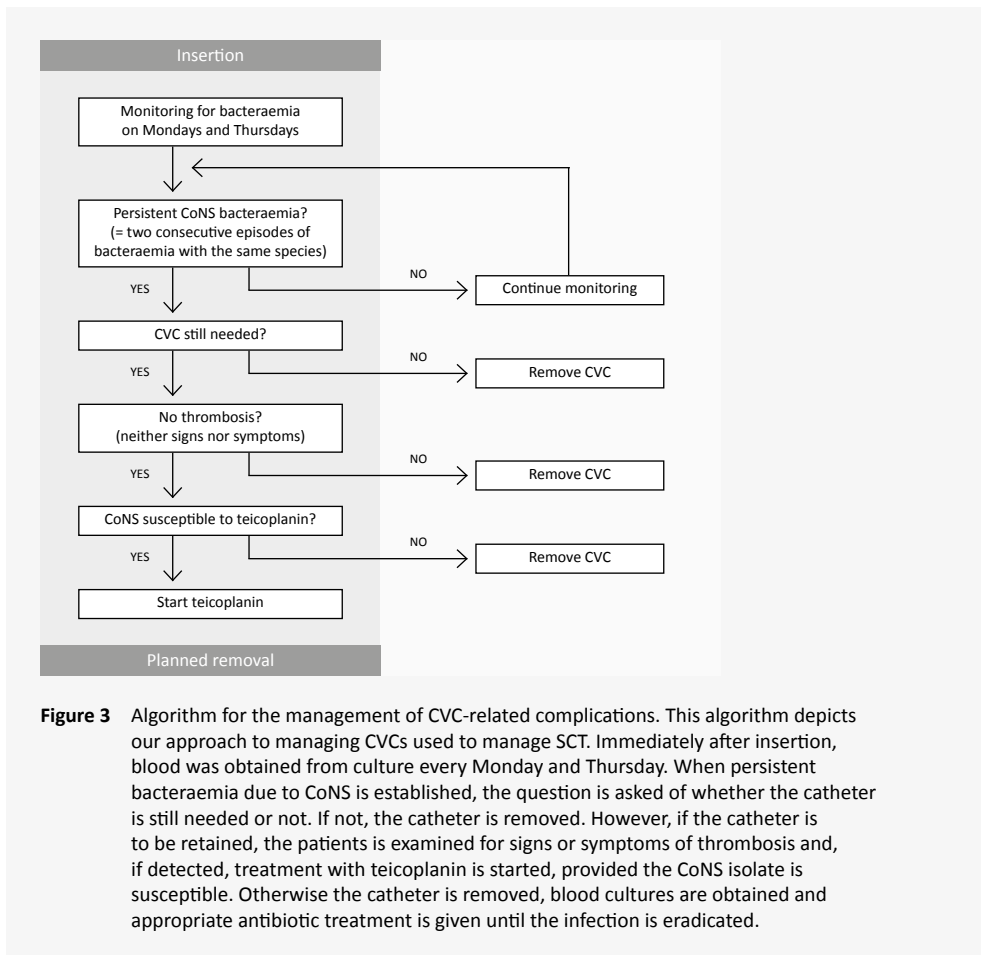 Insertion
Monitoring for bacteraemia
on Mondays and Thursdays
Persistent CoNS bacteraemia?
(= two consecutive episodes of
bacteraemia with the same species)
NO
YES
Continue monitoring
CVC still needed?
NO
YES
Remove CVC
No thrombosis?
(neither signs nor symptoms)
NO
YES
Remove CVC
CoNS susceptible to teicoplanin?
NO
YES
Remove CVC
Start teicoplanin
Planned removal
Figure 3 Algorithm for the management of CVC-related complications. This algorithm depicts
our approach to managing CVCs used to manage SCT. Immediately after insertion,
blood was obtained from culture every Monday and Thursday. When persistent
bacteraemia due to CoNS is established, the question is asked of whether the catheter
is still needed or not. If not, the catheter is removed. However, if the catheter is
to be retained, the patients is examined for signs or symptoms of thrombosis and,
if detected, treatment with teicoplanin is started, provided the CoNS isolate is
susceptible. Otherwise the catheter is removed, blood cultures are obtained and
appropriate antibiotic treatment is given until the infection is eradicated.